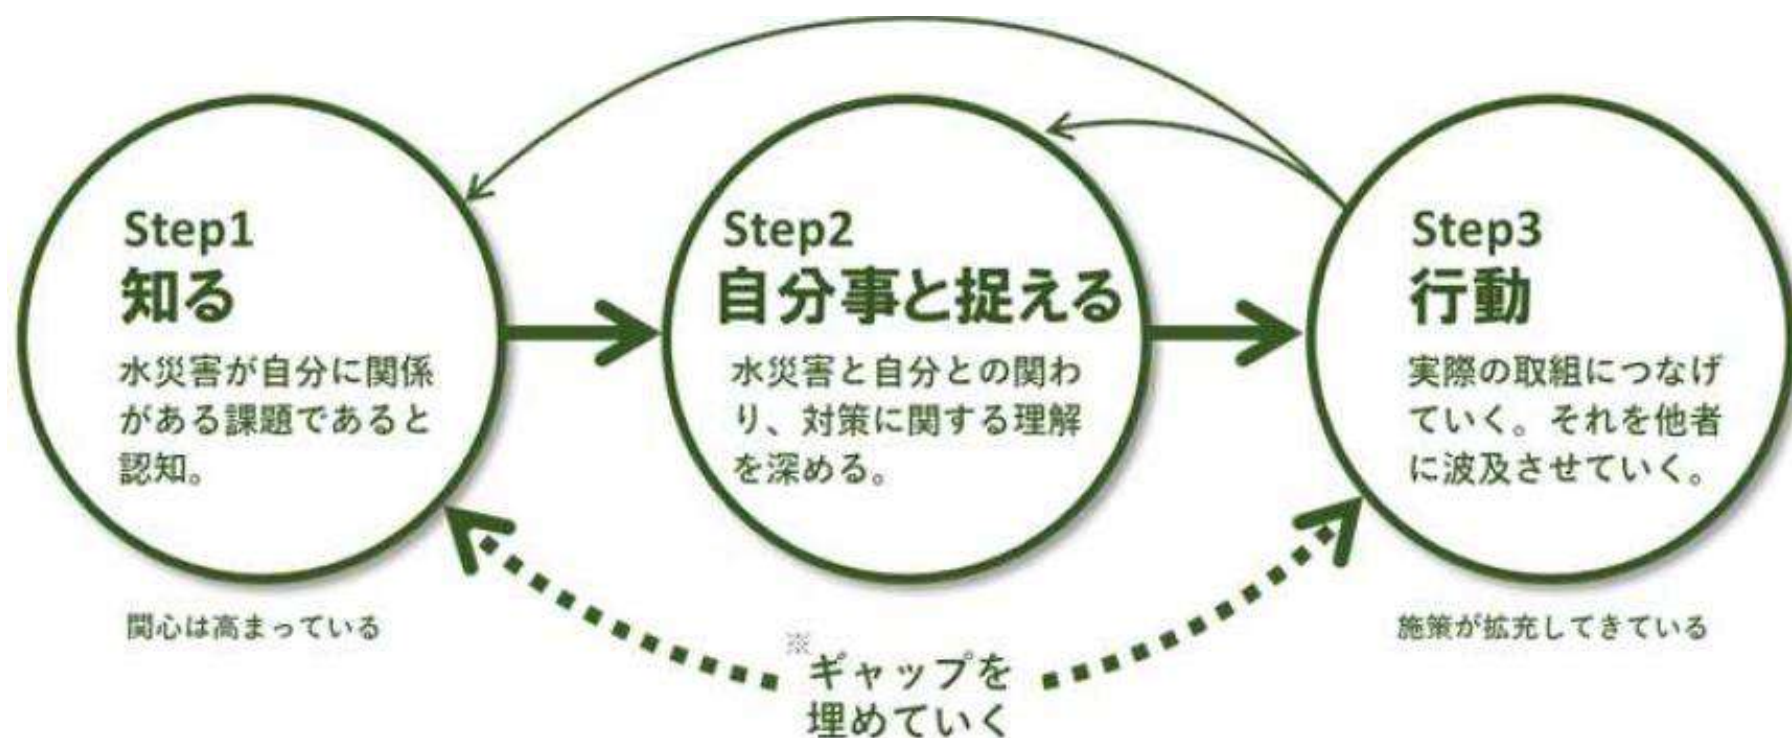 Step1
知る
水災害が自分に関係
がある課題であると
認知。
関心は高まっている
Step2
自分事と捉える
水災害と自分との関わ
り、対策に関する理解
を深める。
Step3
行動
実際の取組につなげ
ていく。それを他者
に波及させていく。
施策が拡充してきている
※ギャップを
埋めていく